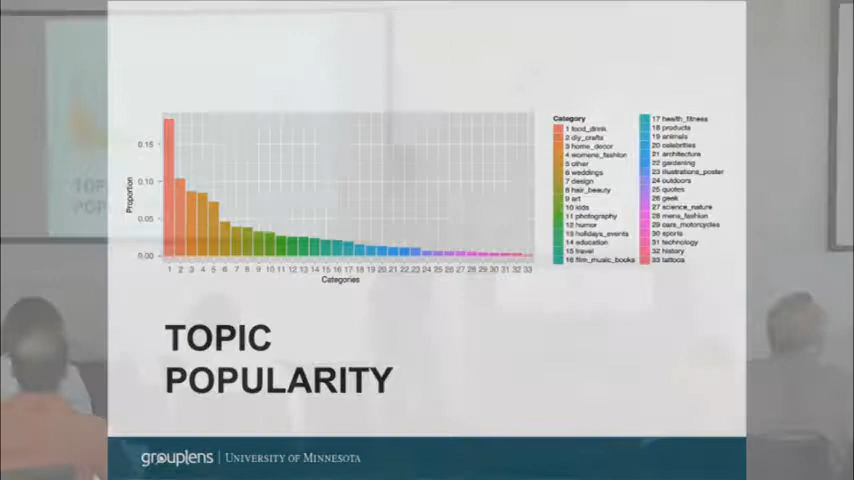 0.15
0.10
0.05
0.00
Proportion
1 2 3 4 5 6 7 8 9 10 11 12 13 14 15 16 17 18 19 20 21 22 23 24 25 26 27 28 29 30 31 32 33
Categories
Category
1 food_drink
2 diy_crafts
3 home_decor
4 womens_fashion
5 other
6 weddings
7 design
8 hair_beauty
9 art
10 kids
11 photography
12 humor
13 holidays_events
14 education
15 travel
16 film_music_books
17 health_fitness
18 products
19 animals
20 celebrities
21 architecture
22 gardening
23 illustrations_poster
24 outdoors
25 quotes
26 geek
27 science_nature
28 mens_fashion
29 cars_motorcycles
30 sports
31 technology
32 history
33 tattoos
TOPIC
POPULARITY
grouplens | UNIVERSITY OF MINNESOTA